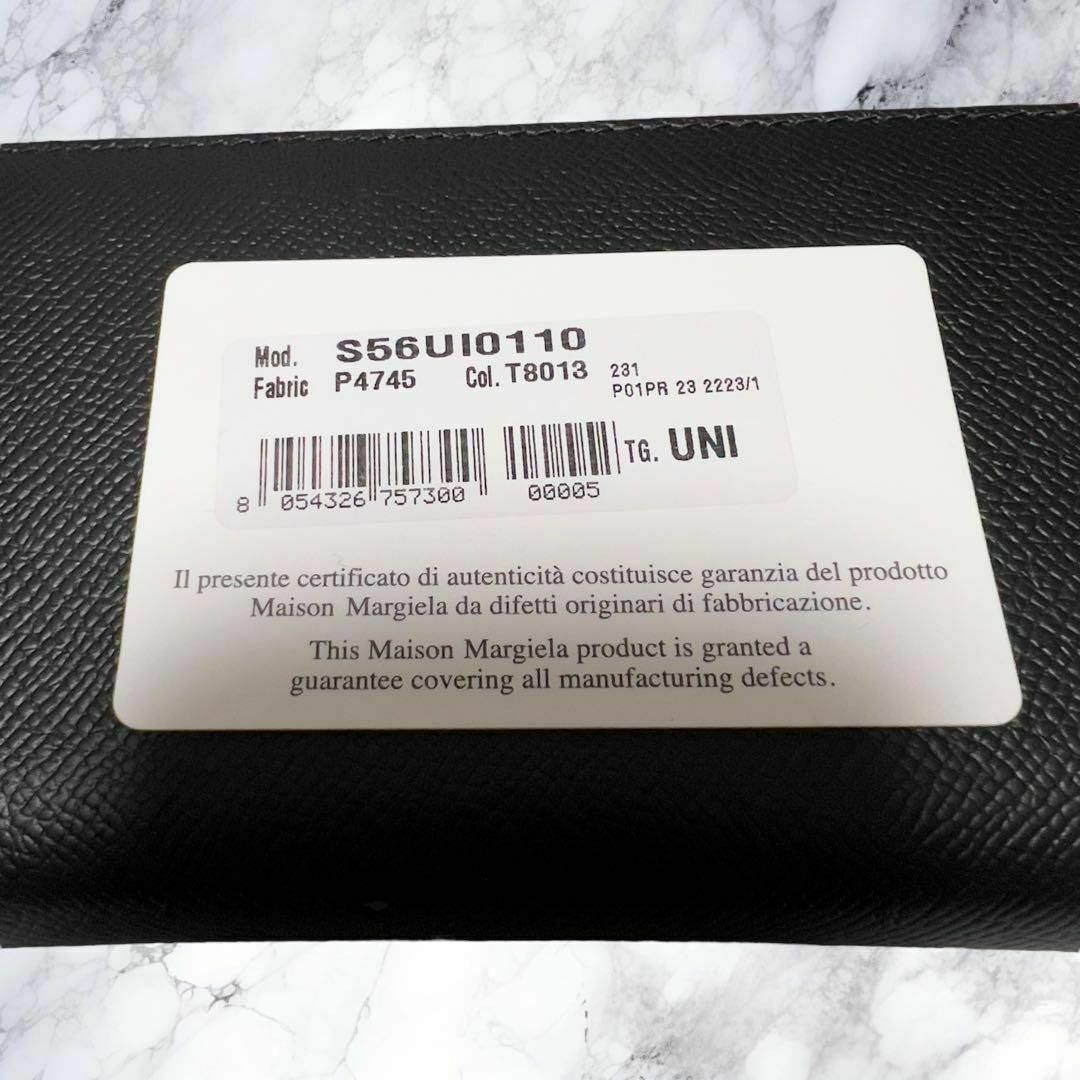 Mod. S56UI0110
Fabric P4745 Col. T8013 231
P01PR 23 2223/1
TG. UNI
8 054326 757300 00005
Il presente certificato di autenticità costituisce garanzia del prodotto
Maison Margiela da difetti originari di fabbricazione.
This Maison Margiela product is granted a
guarantee covering all manufacturing defects.